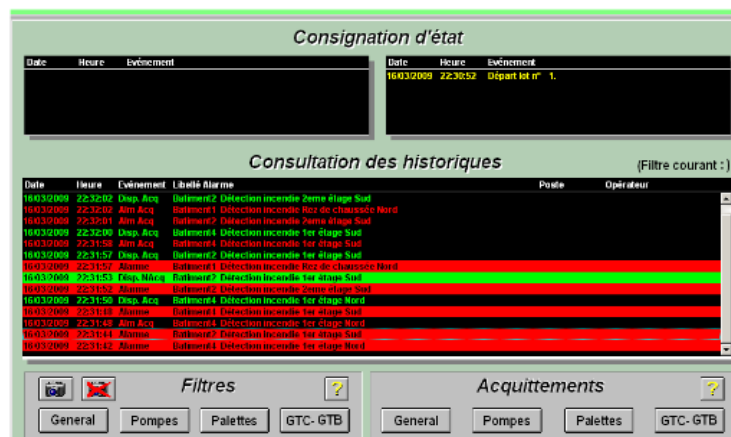 Consignation d'état
Date Heure Evénement
Date Heure Evénement
16/03/2009 22:30:52 Départ lot n° 1.
Consultation des historiques
(Filtre courant : )
Date Heure Evénement Libellé Alarme Poste Opérateur
16/03/2009 22:32:02 Disp. Acq Batiment2 Détection incendie 2eme étage Sud
16/03/2009 22:32:02 Alm Acq Batiment1 Détection incendie Rez de chaussée Nord
16/03/2009 22:32:01 Alm Acq Batiment2 Détection incendie 2eme étage Sud
16/03/2009 22:32:00 Disp. Acq Batiment4 Détection incendie 1er étage Sud
16/03/2009 22:31:58 Alm Acq Batiment4 Détection incendie 1er étage Sud
16/03/2009 22:31:57 Disp. Acq Batiment2 Détection incendie 1er étage Sud
16/03/2009 22:31:57 Alarme Batiment1 Détection incendie Rez de chaussée Nord
16/03/2009 22:31:53 Disp. NAcq Batiment2 Détection incendie 1er étage Sud
16/03/2009 22:31:52 Alarme Batiment2 Détection incendie 2eme étage Sud
16/03/2009 22:31:50 Disp. Acq Batiment4 Détection incendie 1er étage Nord
16/03/2009 22:31:48 Alarme Batiment4 Détection incendie 1er étage Sud
16/03/2009 22:31:48 Alm Acq Batiment4 Détection incendie 1er étage Nord
16/03/2009 22:31:44 Alarme Batiment2 Détection incendie 1er étage Sud
16/03/2009 22:31:42 Alarme Batiment4 Détection incendie 1er étage Nord
Filtres ?
Acquittements ?
General Pompes Palettes GTC- GTB
General Pompes Palettes GTC- GTB